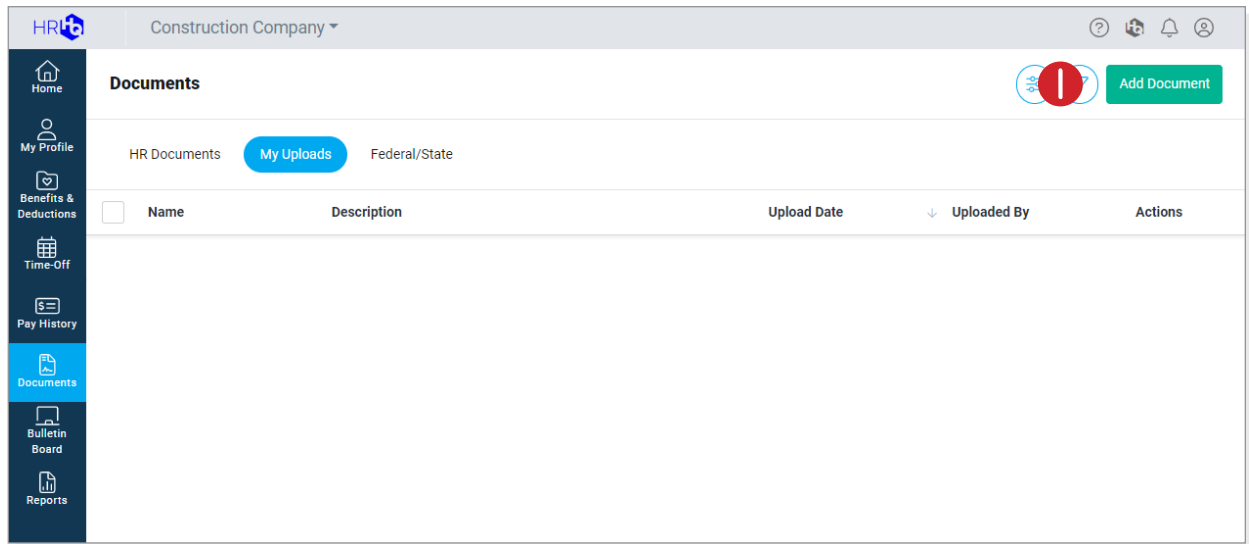 HRHb
Construction Company
Home
Documents
Add Document
My Profile
HR Documents
My Uploads
Federal/State
Benefits &
Deductions
Name
Description
Upload Date
Uploaded By
Actions
Time-Off
Pay History
Documents
Bulletin
Board
Reports